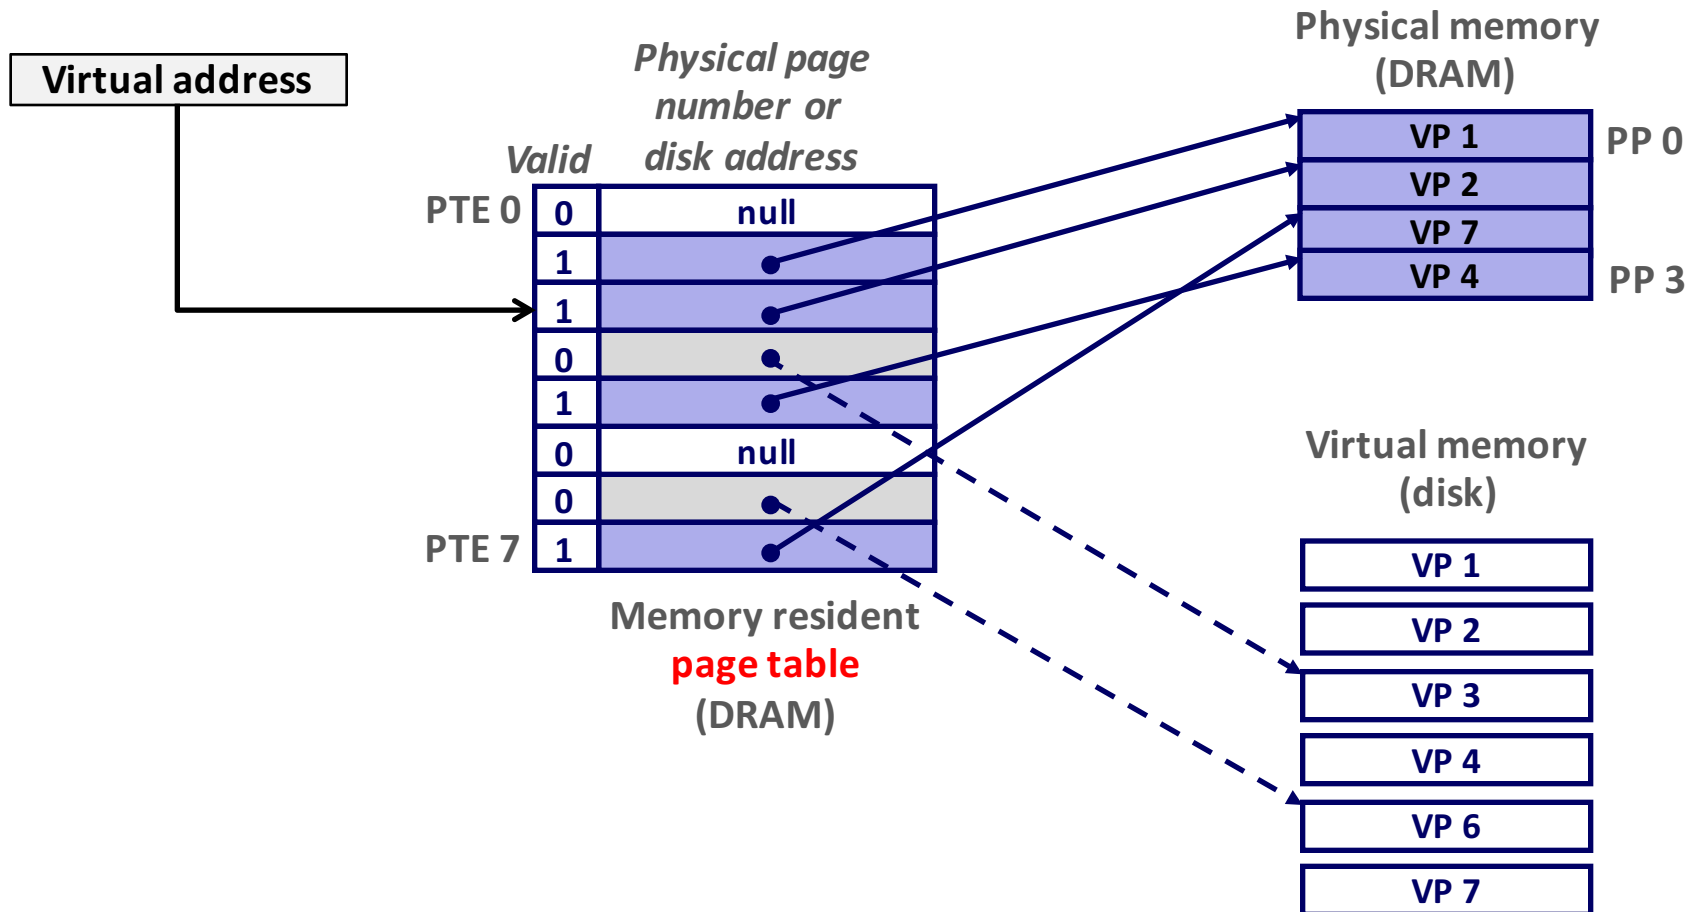 Virtual address
Physical page
number or
disk address
Valid
PTE 0
0
null
1
1
0
1
0
null
0
PTE 7
1
Memory resident
page table
(DRAM)
Physical memory
(DRAM)
VP 1
PP 0
VP 2
VP 7
VP 4
PP 3
Virtual memory
(disk)
VP 1
VP 2
VP 3
VP 4
VP 6
VP 7